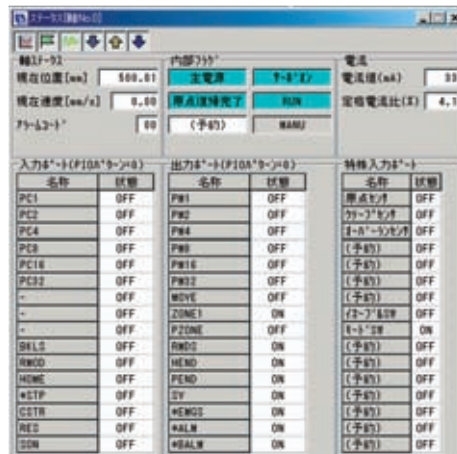 ステータス[軸No.0]
軸ステータス
現在位置[mm] 500.01
現在速度[mm/s] 0.00
アラームコード 00
内部フラグ
主電源 サーボオン
原点復帰完了 RUN
(予約) MANU
電流
電流値(mA) 33
定格電流比(%) 4.1
入力ポート(PIOパターン=0)
名称 状態
PC1 OFF
PC2 OFF
PC4 OFF
PC8 OFF
PC16 OFF
PC32 OFF
- OFF
- OFF
- OFF
BKLS OFF
RMOD OFF
HOME OFF
*STP OFF
CSTR OFF
RES OFF
SON OFF
出力ポート(PIOパターン=0)
名称 状態
PM1 OFF
PM2 OFF
PM4 OFF
PM8 OFF
PM16 OFF
PM32 OFF
MOVE OFF
ZONE1 ON
PZONE OFF
RMDS ON
HEND ON
PEND ON
SV ON
*EMGS ON
*ALM ON
*BALM ON
特殊入力ポート
名称 状態
原点センサ OFF
クリープセンサ OFF
オーバーランセンサ OFF
(予約) OFF
(予約) OFF
(予約) OFF
(予約) OFF
イネーブルSW OFF
モードSW ON
(予約) OFF
(予約) OFF
(予約) OFF
(予約) OFF
(予約) OFF
(予約) OFF
(予約) OFF